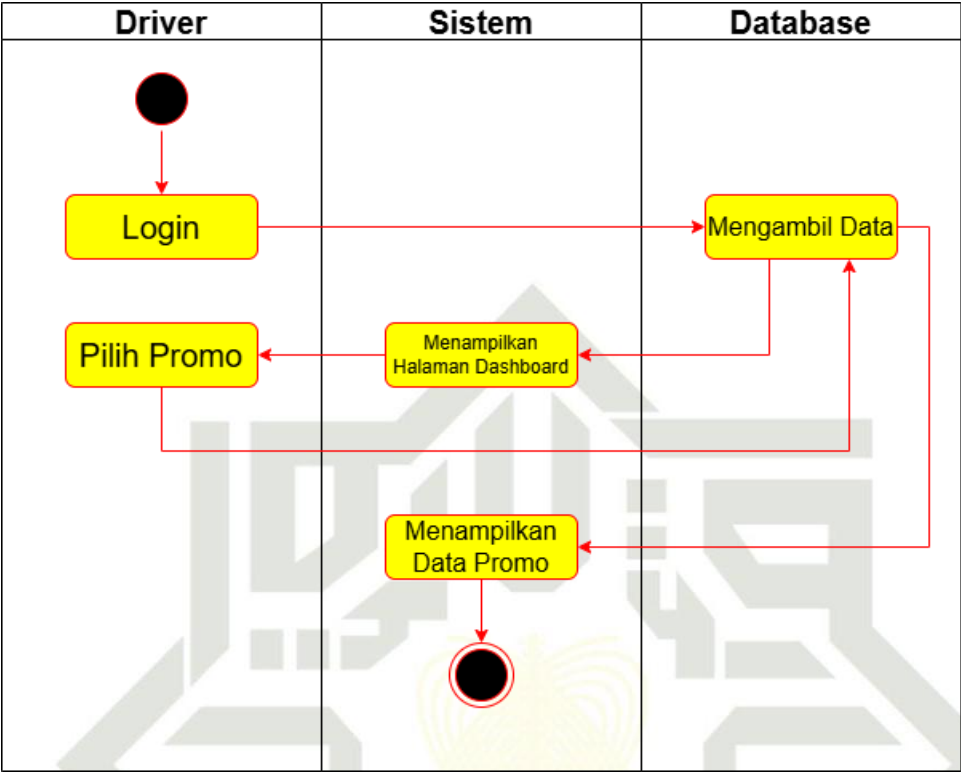 Driver
Sistem
Database
Login
Mengambil Data
Pilih Promo
Menampilkan
Halaman Dashboard
Menampilkan
Data Promo